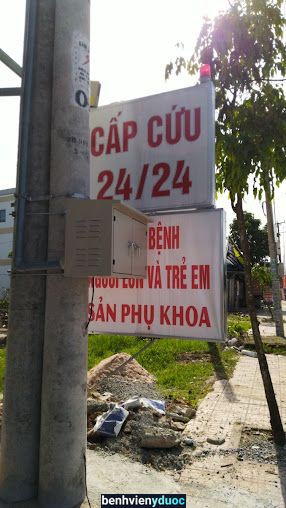 CẤP CỨU
24/24
BỆNH
NGƯỜI LỚN VÀ TRẺ EM
SẢN PHỤ KHOA
benhvienyduoc